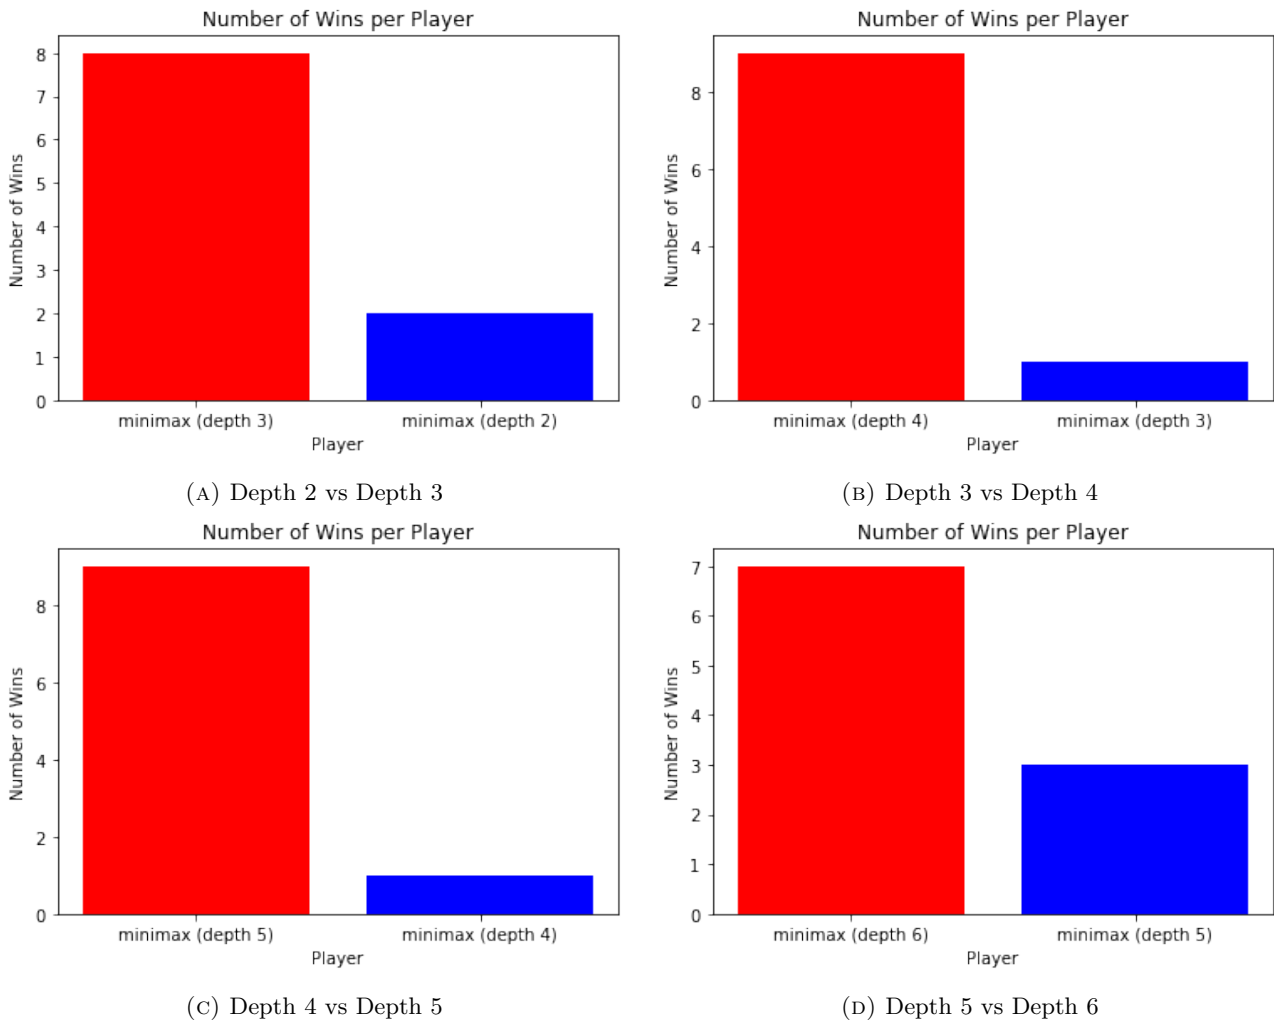 Number of Wins per Player
Number of Wins
8
7
6
5
4
3
2
1
0
minimax (depth 3) minimax (depth 2)
Player
(A) Depth 2 vs Depth 3
Number of Wins per Player
Number of Wins
8
6
4
2
0
minimax (depth 4) minimax (depth 3)
Player
(B) Depth 3 vs Depth 4
Number of Wins per Player
Number of Wins
8
6
4
2
0
minimax (depth 5) minimax (depth 4)
Player
(C) Depth 4 vs Depth 5
Number of Wins per Player
Number of Wins
7
6
5
4
3
2
1
0
minimax (depth 6) minimax (depth 5)
Player
(D) Depth 5 vs Depth 6